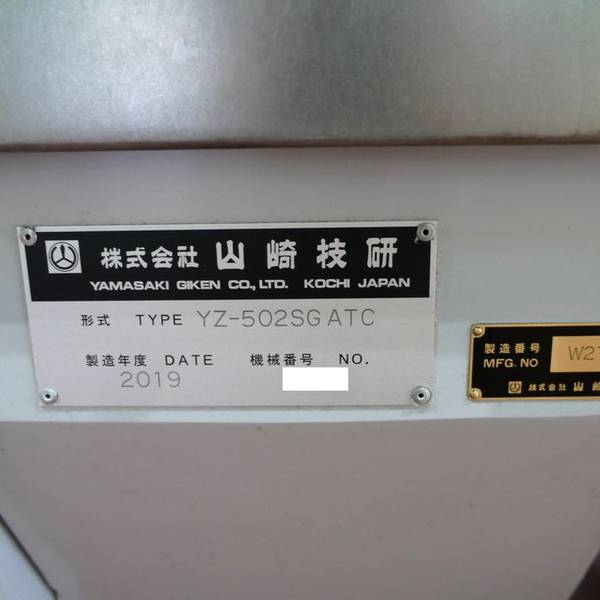 株式会社 山崎技研
YAMASAKI GIKEN CO.,LTD. KOCHI JAPAN
形式 TYPE YZ-502SG ATC
製造年度 DATE 機械番号 NO.
2019
製造番号
MFG. NO W2
株式会社 山崎